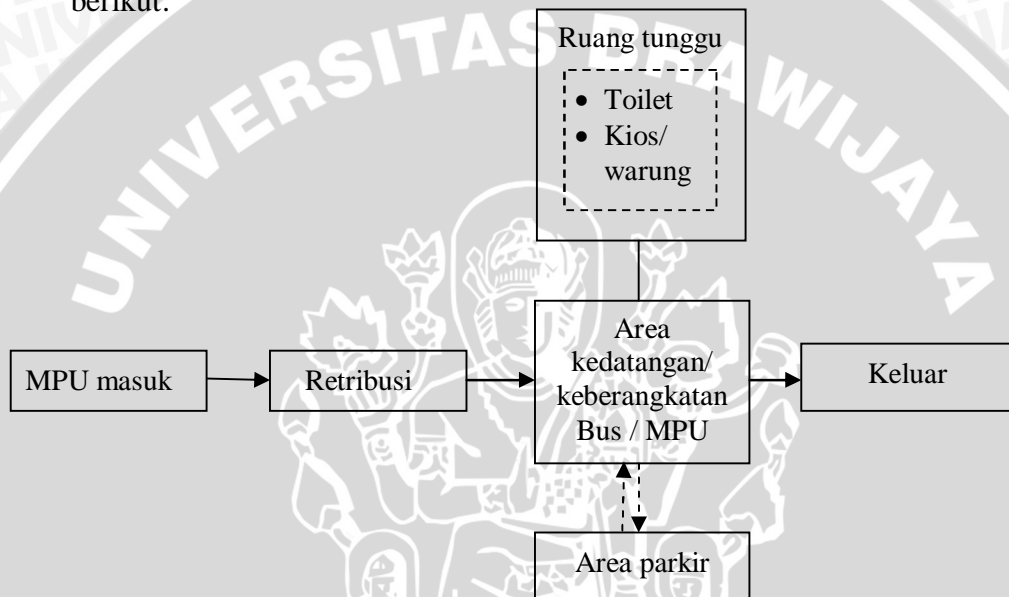 berikut:
UNIVERSITAS BRAWIJAYA
Ruang tunggu
• Toilet
• Kios/
warung
MPU masuk
Retribusi
Area
kedatangan/
keberangkatan
Bus / MPU
Keluar
Area parkir